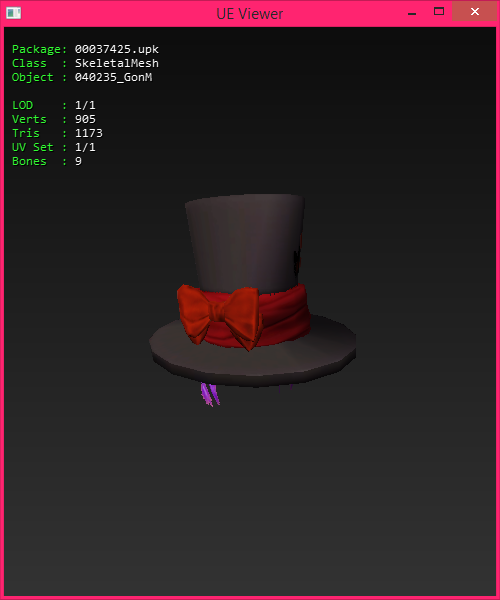 UE Viewer
Package: 00037425.upk
Class : SkeletalMesh
Object : 040235_GonM
LOD : 1/1
Verts : 905
Tris : 1173
UV Set : 1/1
Bones : 9